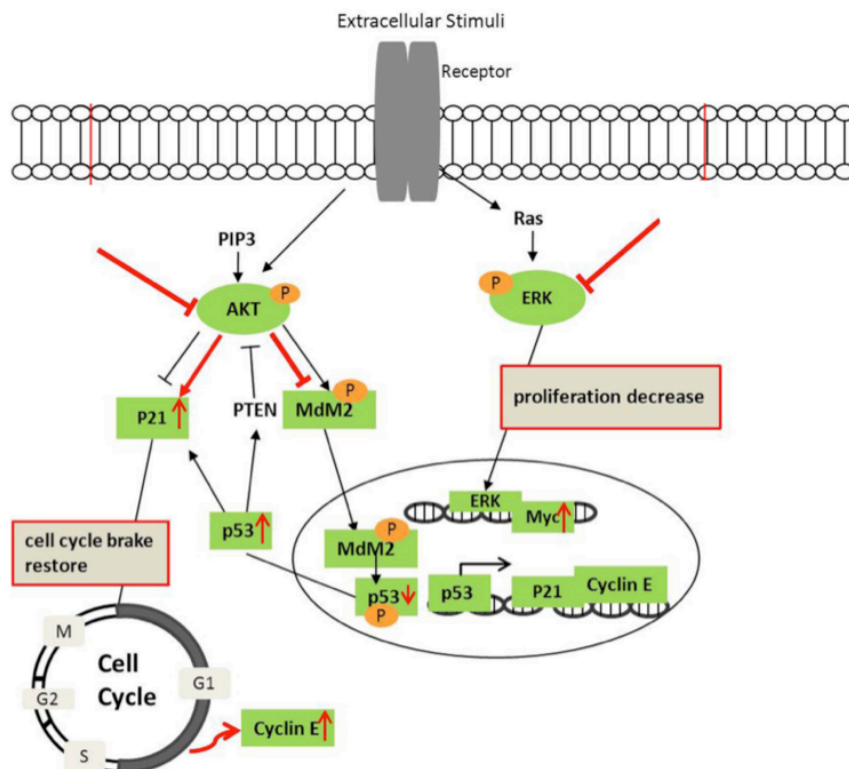 Extracellular Stimuli
Receptor
PIP3
Ras
P
AKT
P
ERK
P21
PTEN
P
MdM2
proliferation decrease
ERK
Myc
p53
P
MdM2
cell cycle brake
restore
p53
P
p53
P21
Cyclin E
M
G2
S
G1
Cell
Cycle
Cyclin E